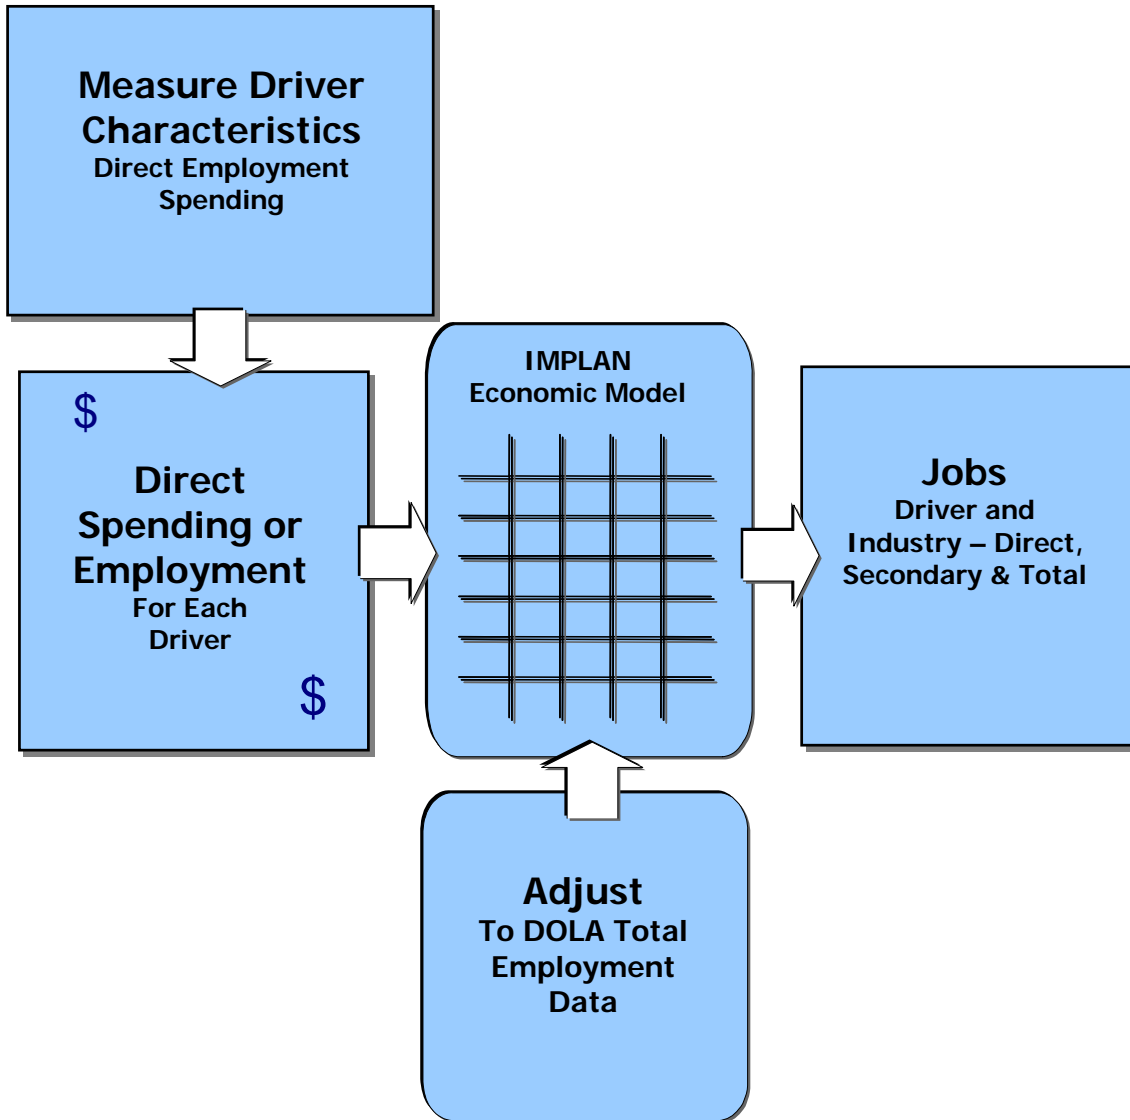 Measure Driver
Characteristics
Direct Employment
Spending
$
Direct
Spending or
Employment
For Each
Driver
$
IMPLAN
Economic Model
Jobs
Driver and
Industry – Direct,
Secondary & Total
Adjust
To DOLA Total
Employment
Data